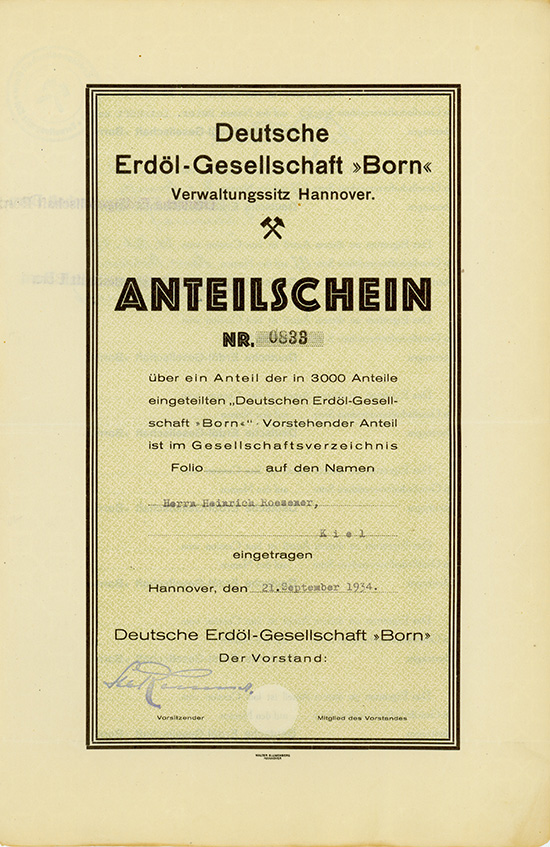 Deutsche
Erdöl-Gesellschaft »Born«
Verwaltungssitz Hannover.
ANTEILSCHEIN
NR. 0833
über ein Anteil der in 3000 Anteile
eingeteilten „Deutschen Erdöl-Gesell-
schaft »Born«" · Vorstehender Anteil
ist im Gesellschaftsverzeichnis
Folio auf den Namen
Herrn Heinrich Roesener,
Kiel
eingetragen
Hannover, den 21.September 1934.
Deutsche Erdöl-Gesellschaft »Born»
Der Vorstand:
Vorsitzender Mitglied des Vorstandes
HANNOVER